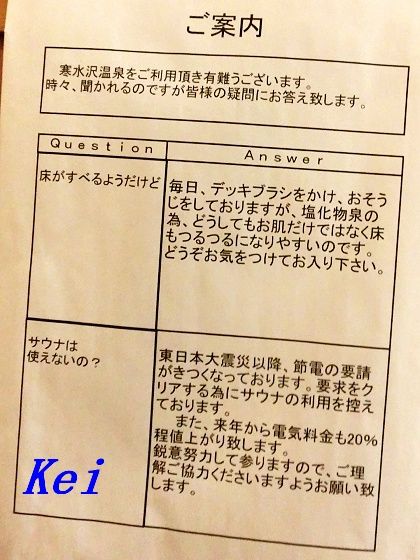 ご案内
寒水沢温泉をご利用頂き有難うございます。
時々、聞かれるのですが皆様の疑問にお答え致します。
Question
Answer
床がすべるようだけど
毎日、デッキブラシをかけ、おそう
じをしておりますが、塩化物泉の
為、どうしてもお肌だけではなく床
もつるつるになりやすいのです。
どうぞお気をつけてお入り下さい。
サウナは
使えないの？
東日本大震災以降、節電の要請
がきつくなっております。要求をク
リアする為にサウナの利用を控え
ております。
また、来年から電気料金も20%
程値上がり致します。
鋭意努力して参りますので、ご理
解ご協力くださいますようお願い致
します。
Kei